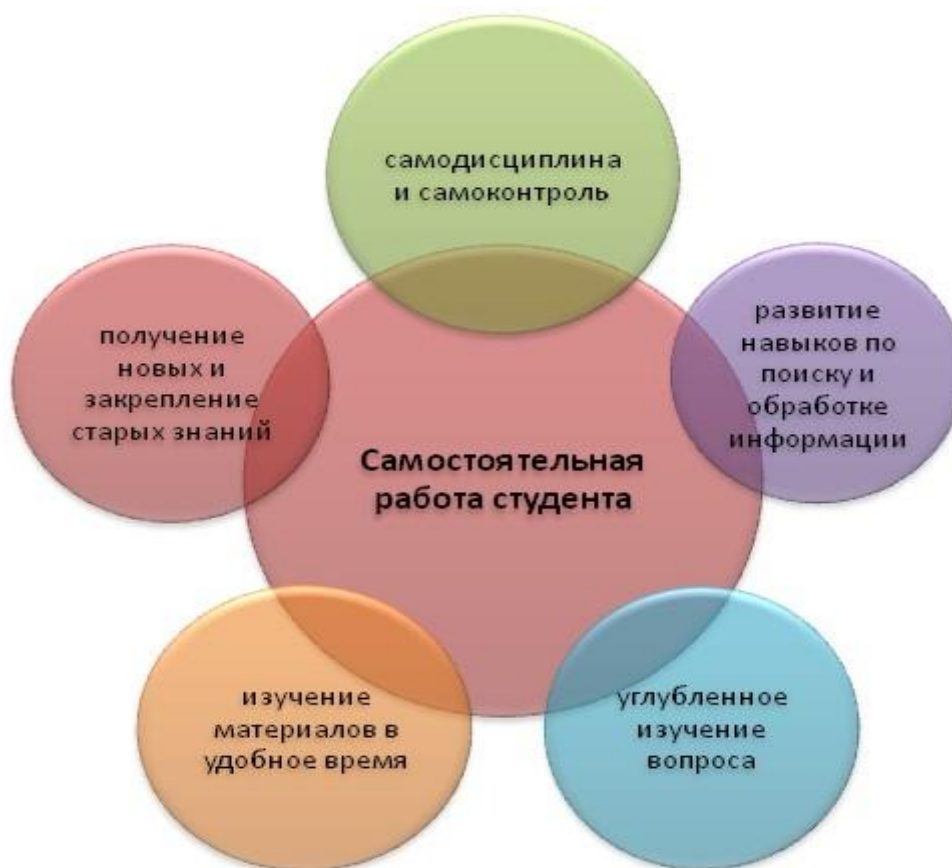 самодисциплина
и самоконтроль
развитие
навыков по
поиску и
обработке
информации
получение
новых и
закрепление
старых знаний
Самостоятельная
работа студента
изучение
материалов в
удобное время
углубленное
изучение
вопроса